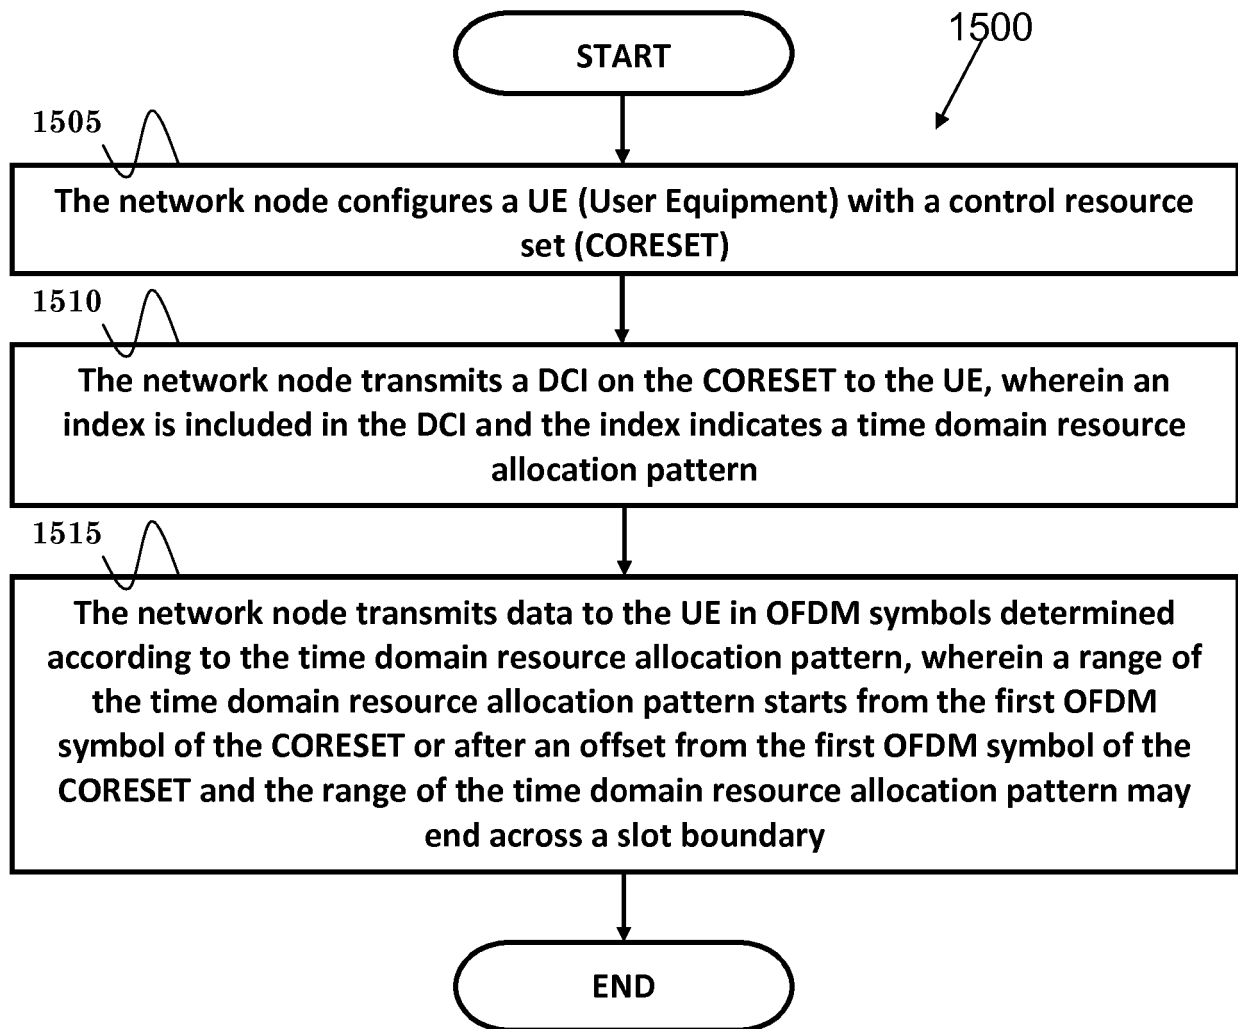 START
1500
1505
The network node configures a UE (User Equipment) with a control resource
set (CORESET)
1510
The network node transmits a DCI on the CORESET to the UE, wherein an
index is included in the DCI and the index indicates a time domain resource
allocation pattern
1515
The network node transmits data to the UE in OFDM symbols determined
according to the time domain resource allocation pattern, wherein a range of
the time domain resource allocation pattern starts from the first OFDM
symbol of the CORESET or after an offset from the first OFDM symbol of the
CORESET and the range of the time domain resource allocation pattern may
end across a slot boundary
END